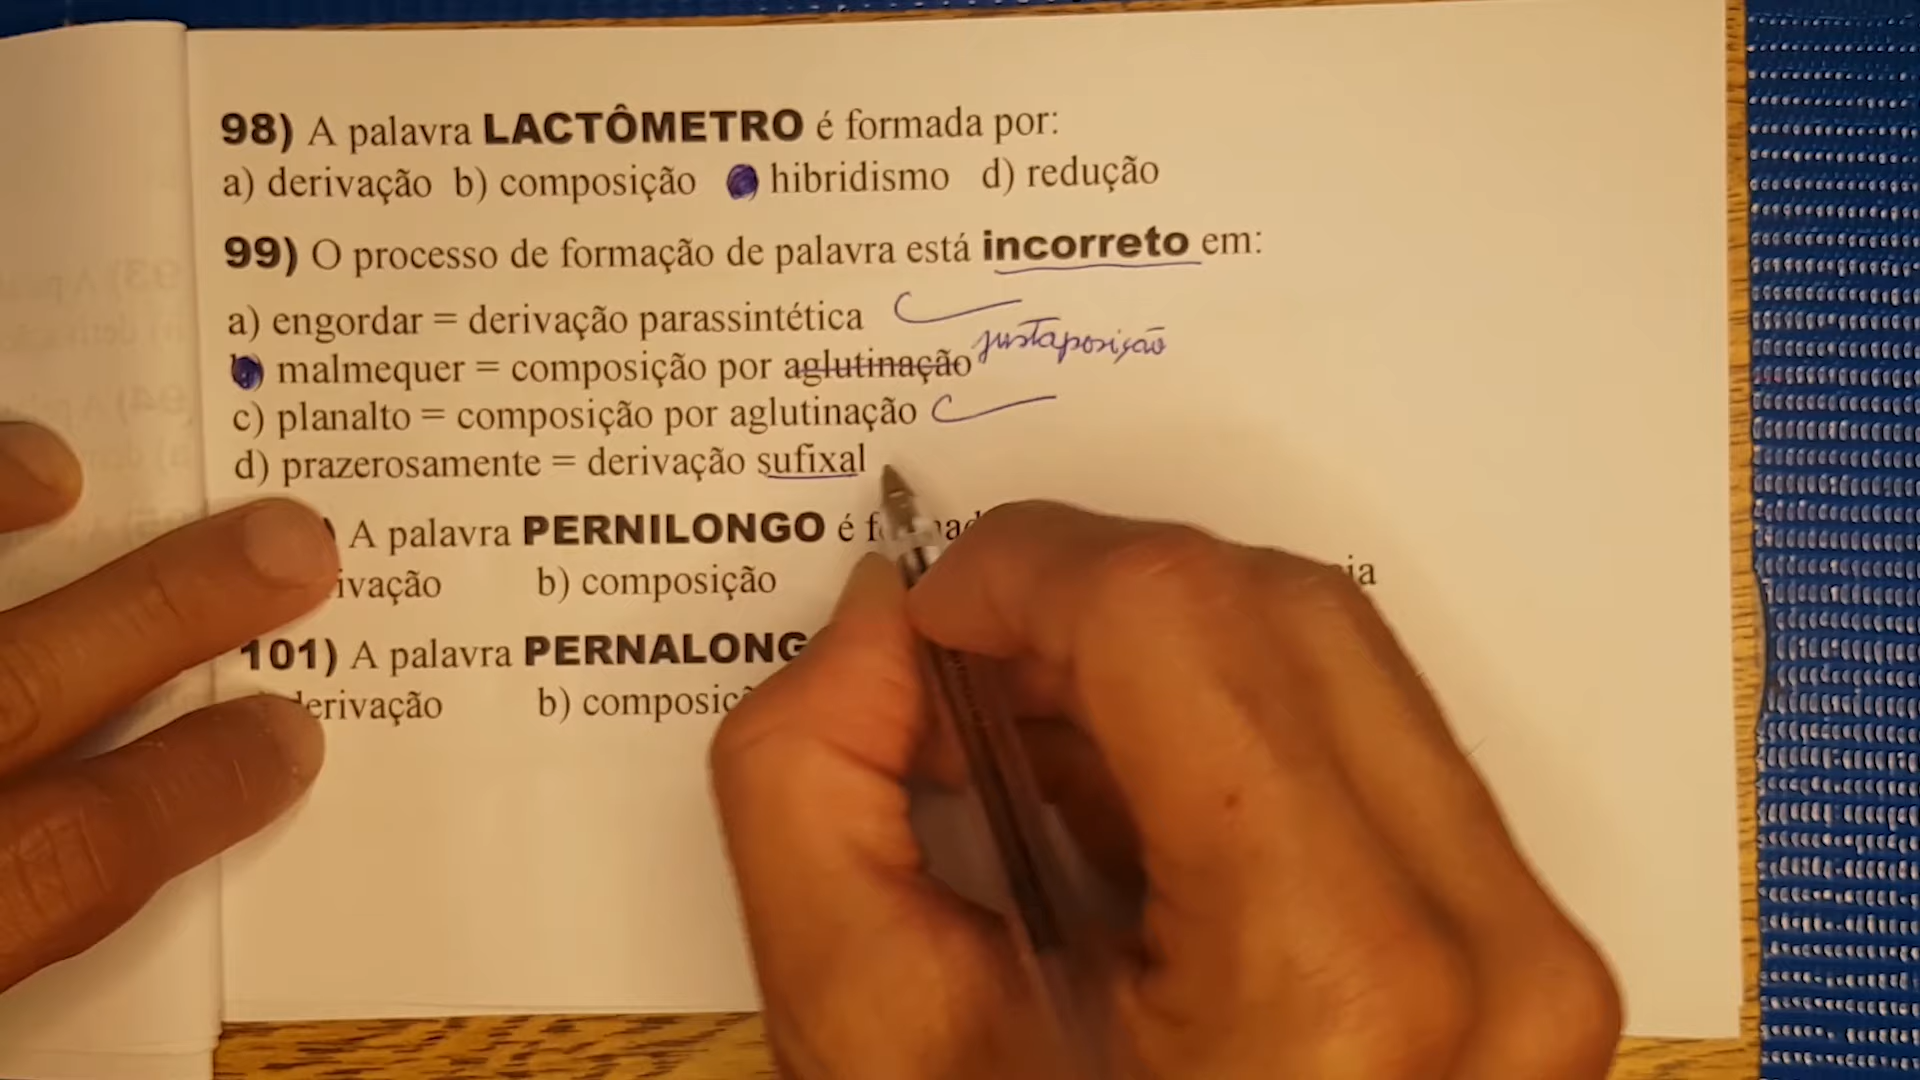 98) A palavra LACTÔMETRO é formada por:
a) derivação b) composição hibridismo d) redução
99) O processo de formação de palavra está incorreto em:
a) engordar = derivação parassintética
justaposição
b) malmequer = composição por aglutinação
c) planalto = composição por aglutinação
d) prazerosamente = derivação sufixal
) A palavra PERNILONGO é
ivação b) composição
101) A palavra PERNALONG
erivação b) composiç